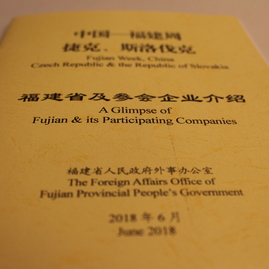 中国—福建周
捷克、斯洛伐克
Fujian Week, China
Czech Republic & the Republic of Slovakia
福建省及参会企业介绍
A Glimpse of
Fujian & its Participating Companies
福建省人民政府外事办公室
The Foreign Affairs Office of
Fujian Provincial People's Government
2018 年 6 月
June 2018